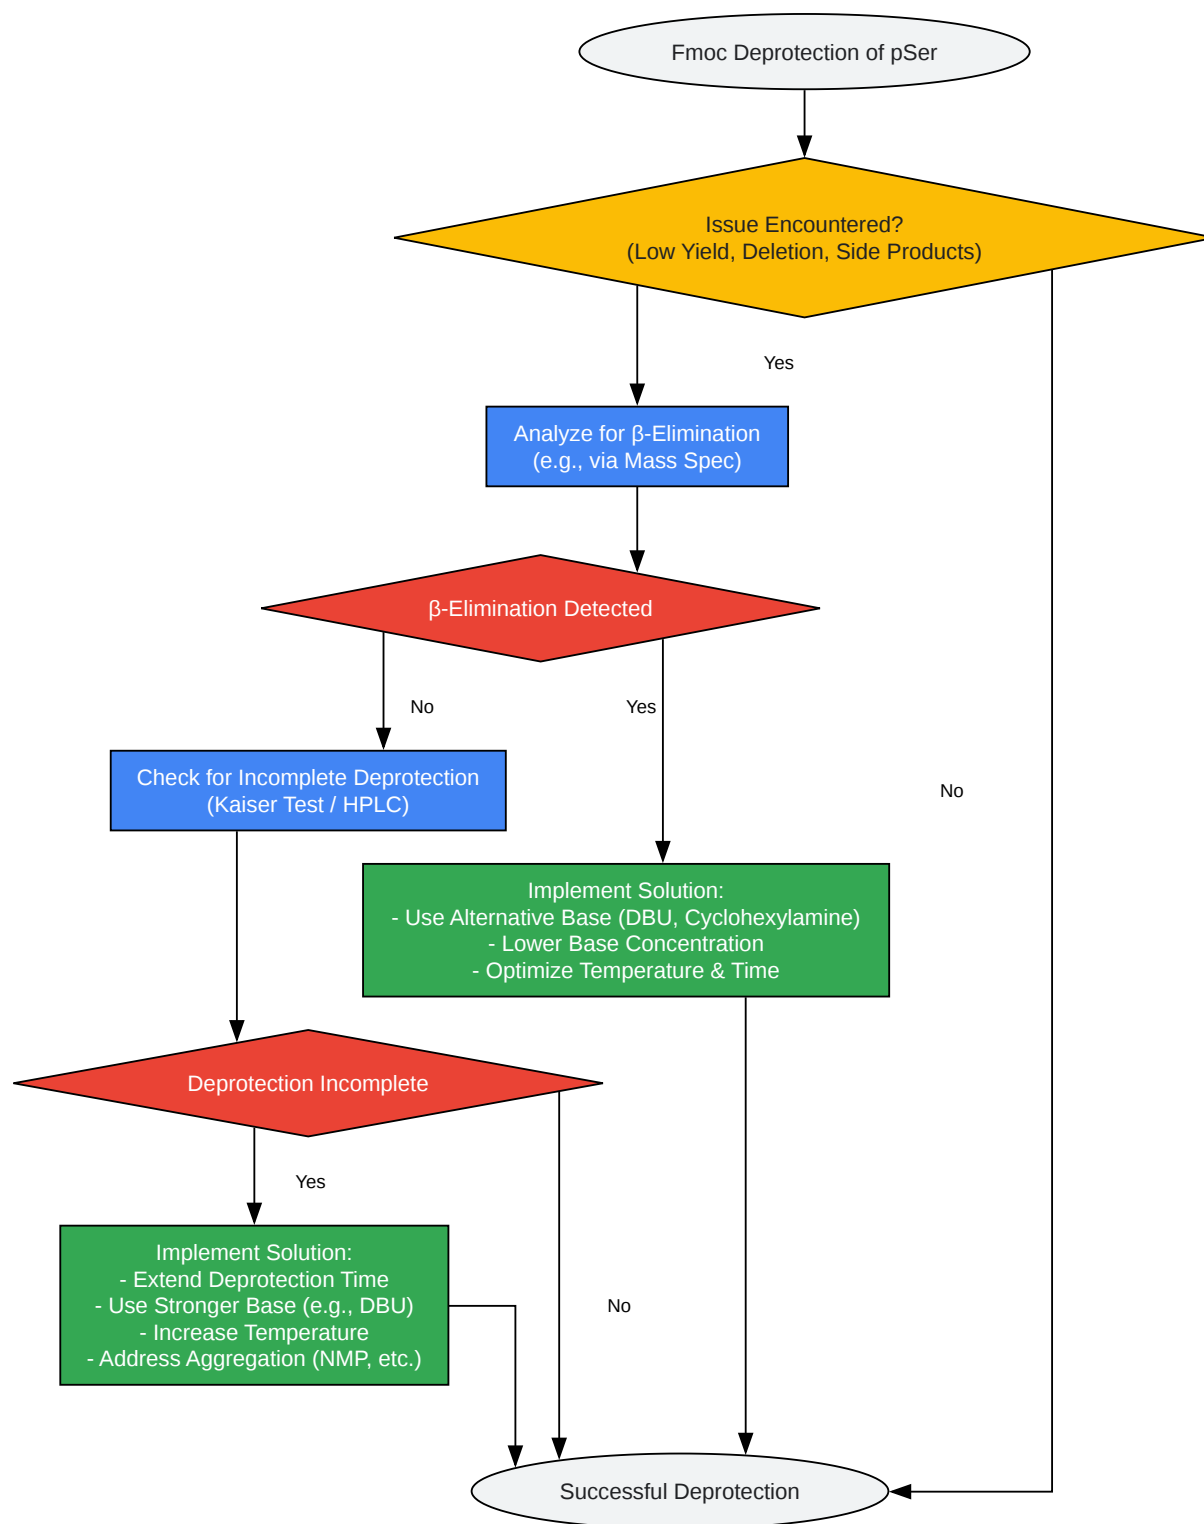 Fmoc Deprotection of pSer
Issue Encountered?
(Low Yield, Deletion, Side Products)
Yes
Analyze for β-Elimination
(e.g., via Mass Spec)
β-Elimination Detected
No
Yes
Check for Incomplete Deprotection
(Kaiser Test / HPLC)
No
Implement Solution:
- Use Alternative Base (DBU, Cyclohexylamine)
- Lower Base Concentration
- Optimize Temperature & Time
Deprotection Incomplete
Yes
Implement Solution:
- Extend Deprotection Time
- Use Stronger Base (e.g., DBU)
- Increase Temperature
- Address Aggregation (NMP, etc.)
No
Successful Deprotection